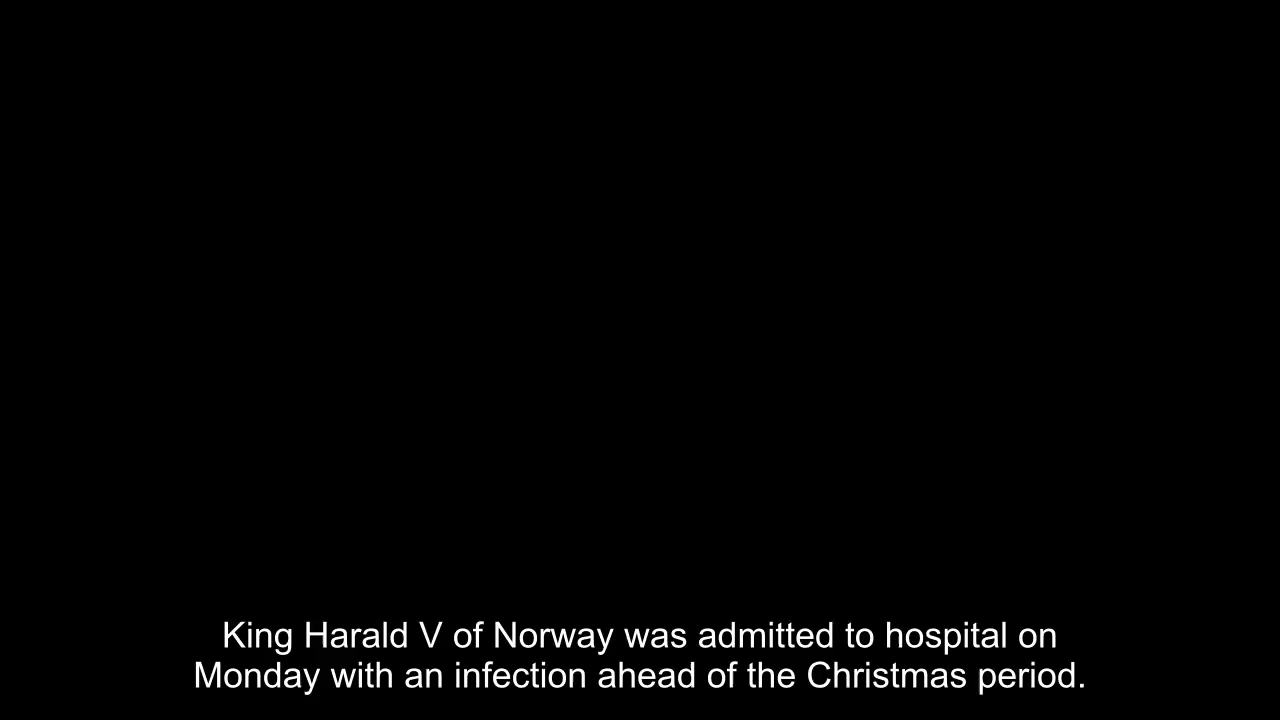 King Harald V of Norway was admitted to hospital on
Monday with an infection ahead of the Christmas period.